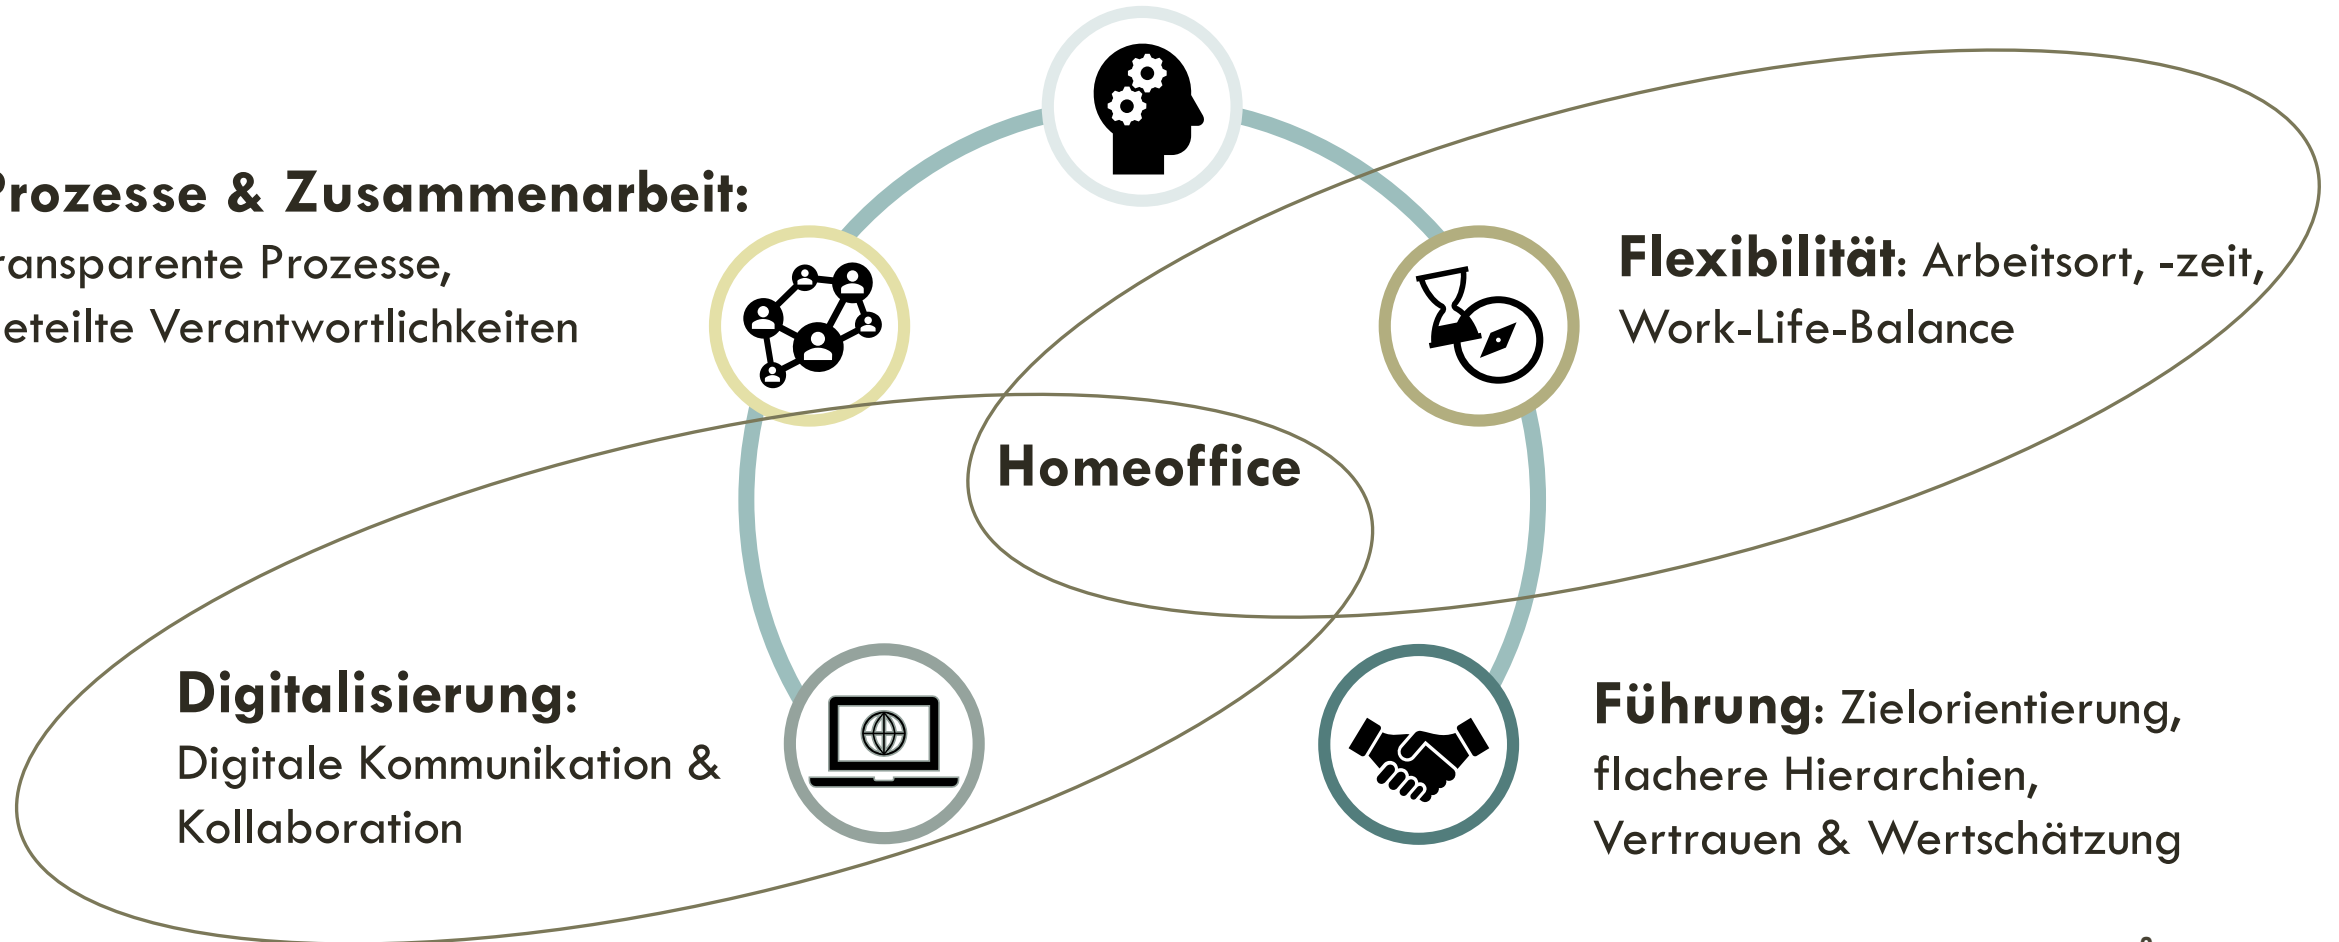 Prozesse & Zusammenarbeit:
ransparente Prozesse,
eteilte Verantwortlichkeiten
Flexibilität: Arbeitsort, -zeit,
Work-Life-Balance
Homeoffice
Digitalisierung:
Digitale Kommunikation &
Kollaboration
Führung: Zielorientierung,
flachere Hierarchien,
Vertrauen & Wertschätzung